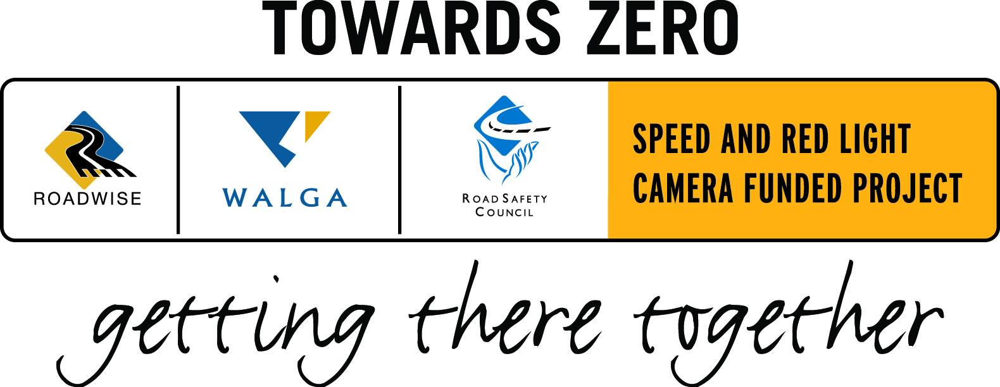 TOWARDS ZERO
ROADWISE
WALGA
ROAD SAFETY
COUNCIL
SPEED AND RED LIGHT
CAMERA FUNDED PROJECT
getting there together